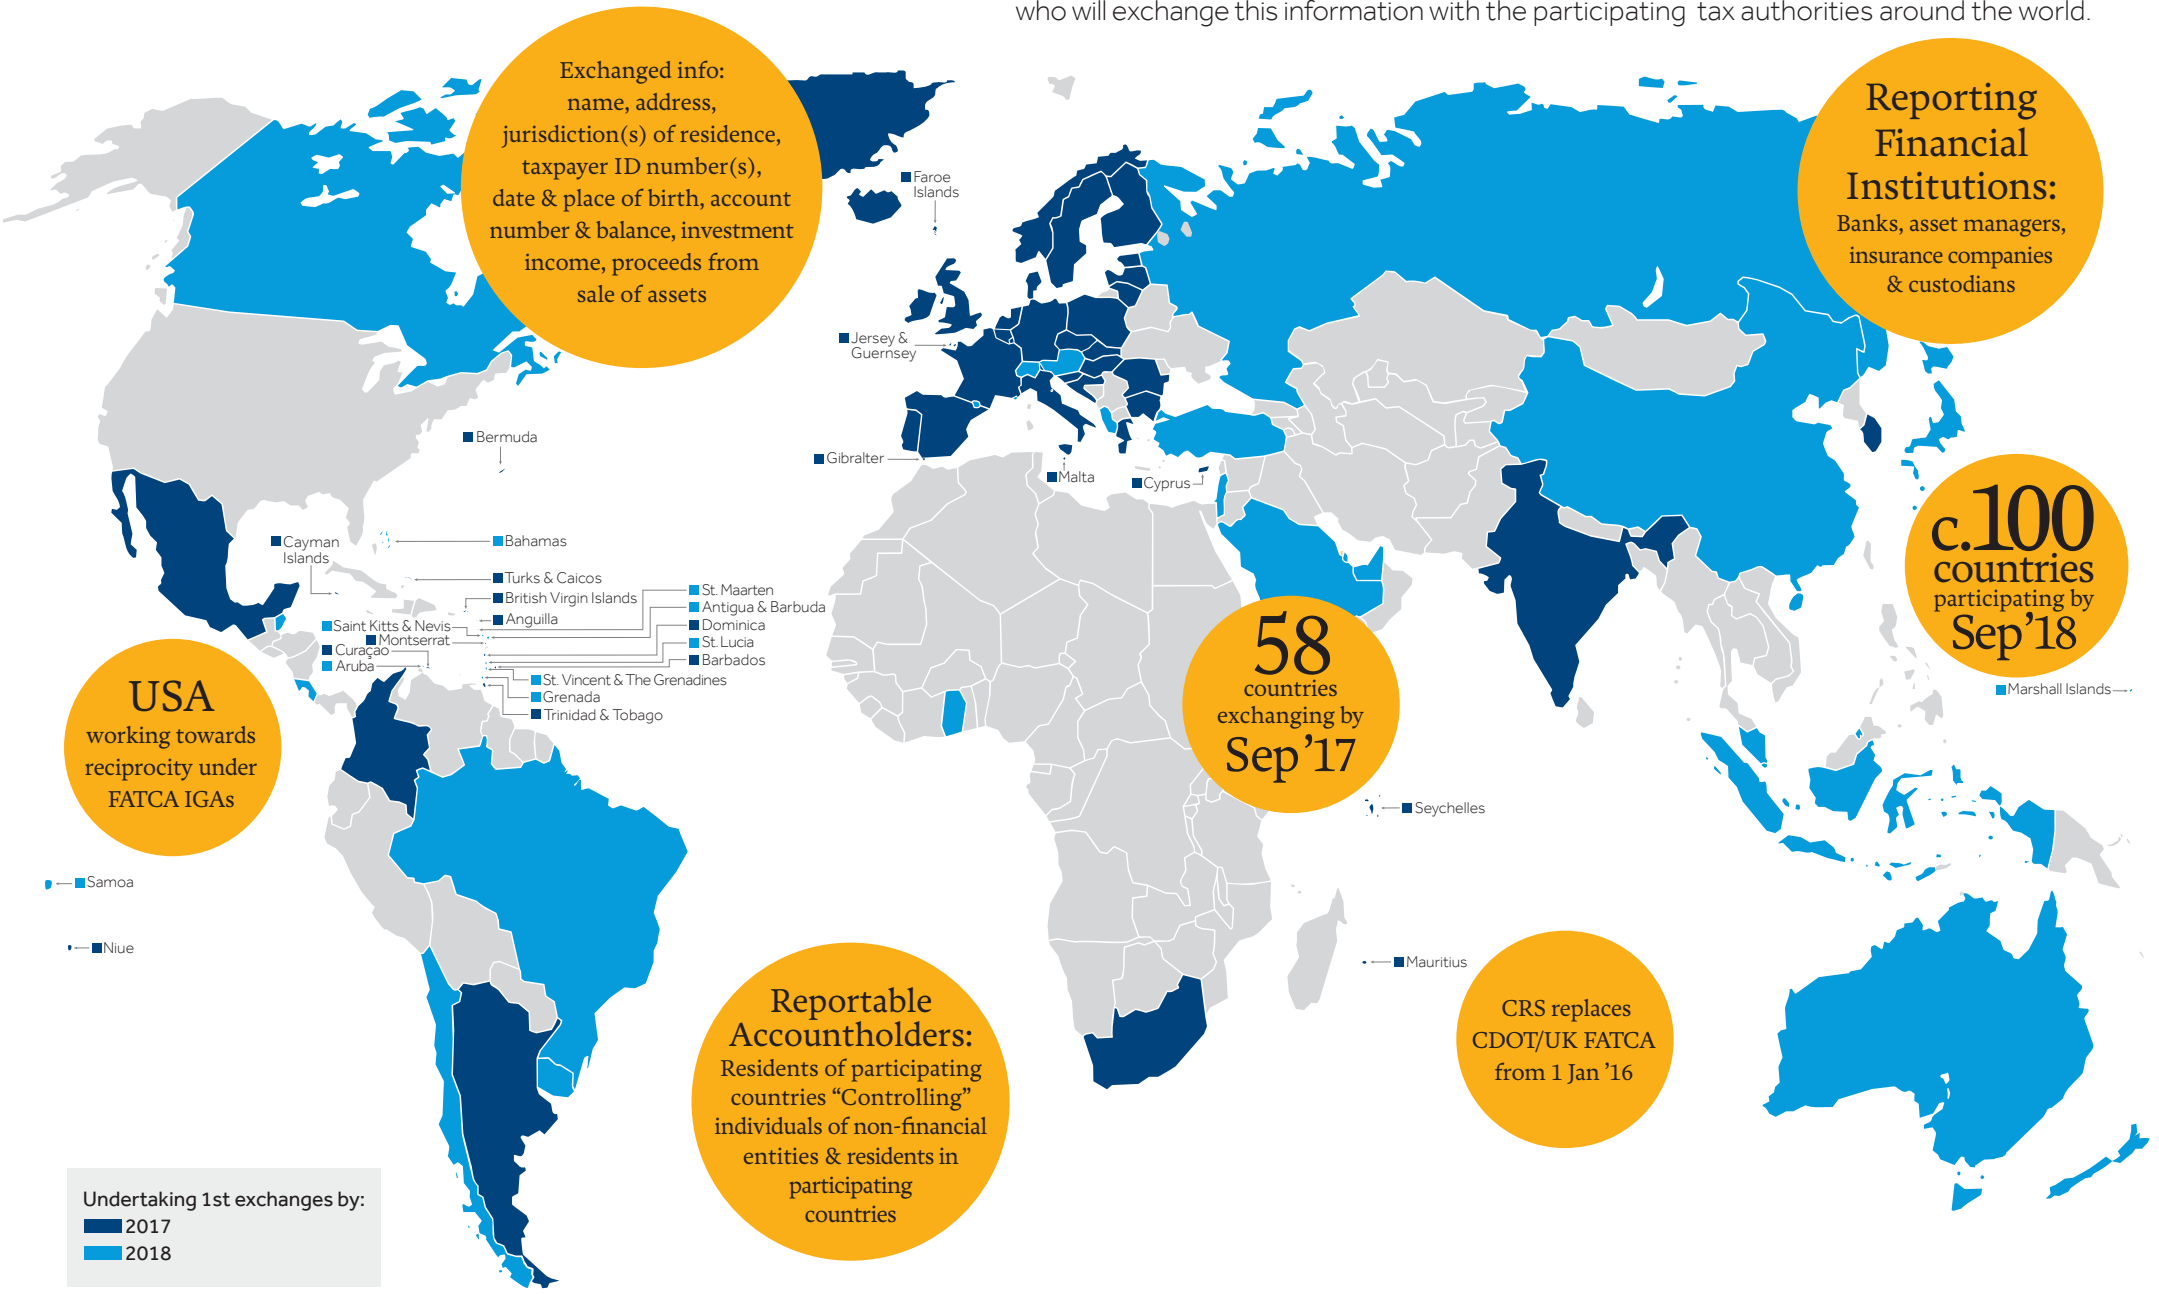 who will exchange this information with the participating tax authorities around the world.
Exchanged info:
name, address,
jurisdiction(s) of residence,
taxpayer ID number(s),
date & place of birth, account
number & balance, investment
income, proceeds from
sale of assets
Reporting
Financial
Institutions:
Banks, asset managers,
insurance companies
& custodians
Faroe
Islands
Jersey &
Guernsey
Bermuda
Gibralter
Malta
Cyprus
Cayman
Islands
Bahamas
Turks & Caicos
British Virgin Islands
Anguilla
St. Maarten
Antigua & Barbuda
Saint Kitts & Nevis
Dominica
Montserrat
St. Lucia
Curaçao
Barbados
Aruba
St. Vincent & The Grenadines
Grenada
Trinidad & Tobago
c.100
countries
participating by
Sep’18
58
countries
exchanging by
Sep’17
Marshall Islands
USA
working towards
reciprocity under
FATCA IGAs
Seychelles
Samoa
Niue
Mauritius
Reportable
Accountholders:
Residents of participating
countries “Controlling”
individuals of non-financial
entities & residents in
participating
countries
CRS replaces
CDOT/UK FATCA
from 1 Jan ’16
Undertaking 1st exchanges by:
2017
2018